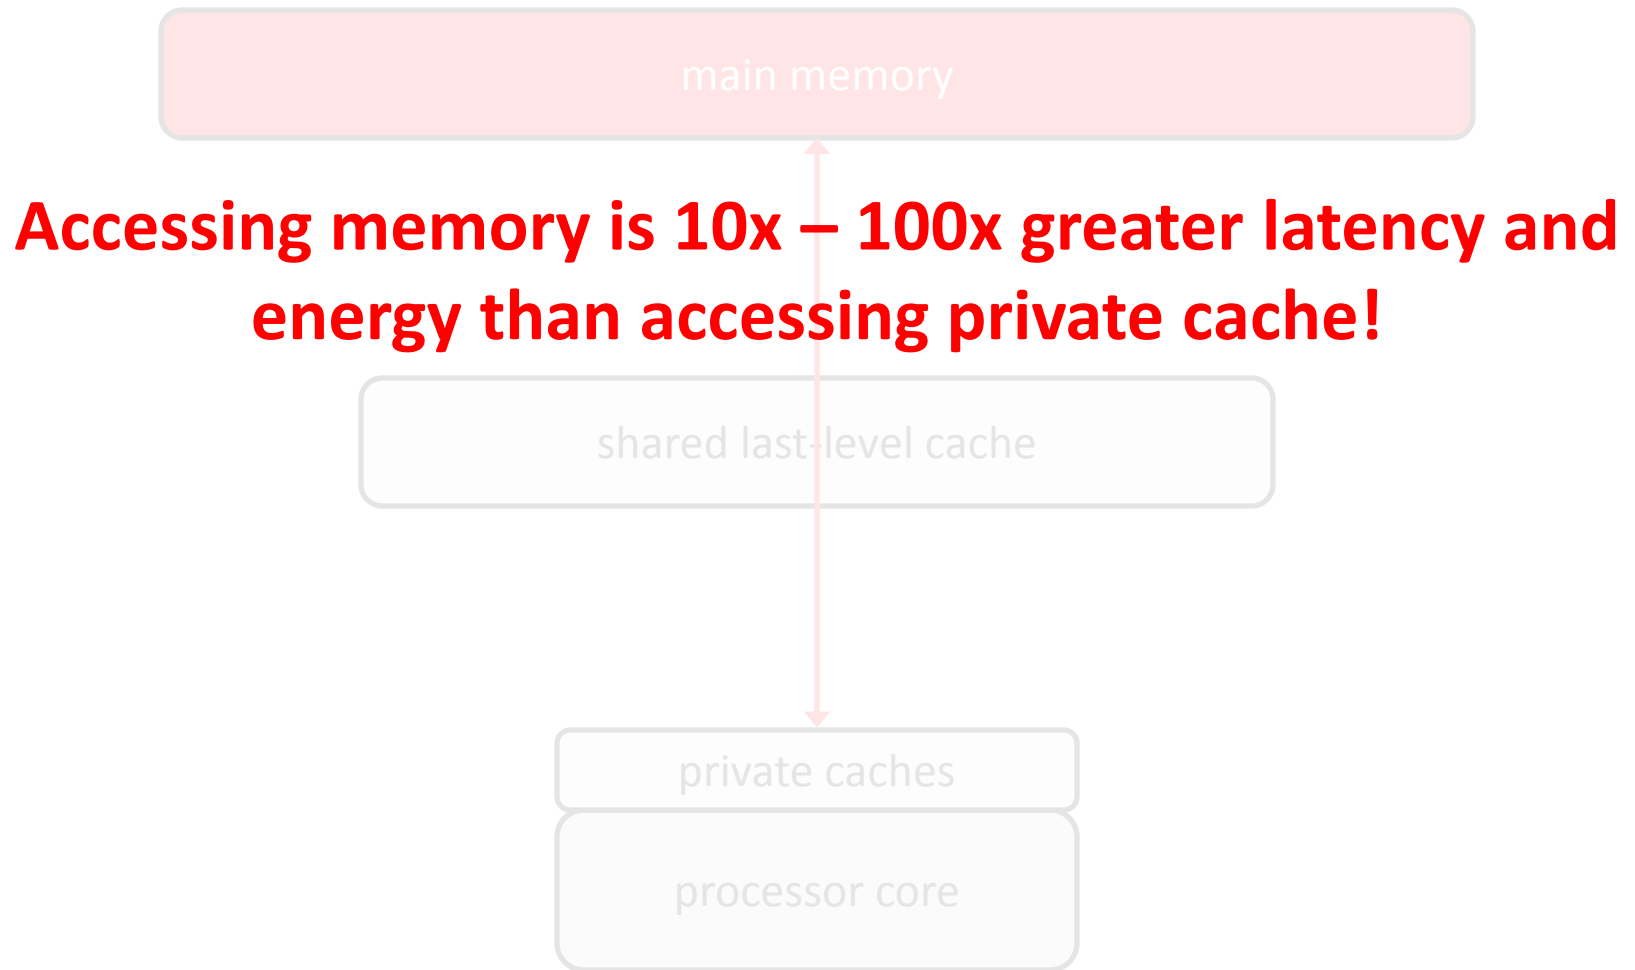 main memory
Accessing memory is 10x – 100x greater latency and
energy than accessing private cache!
shared last-level cache
private caches
processor core